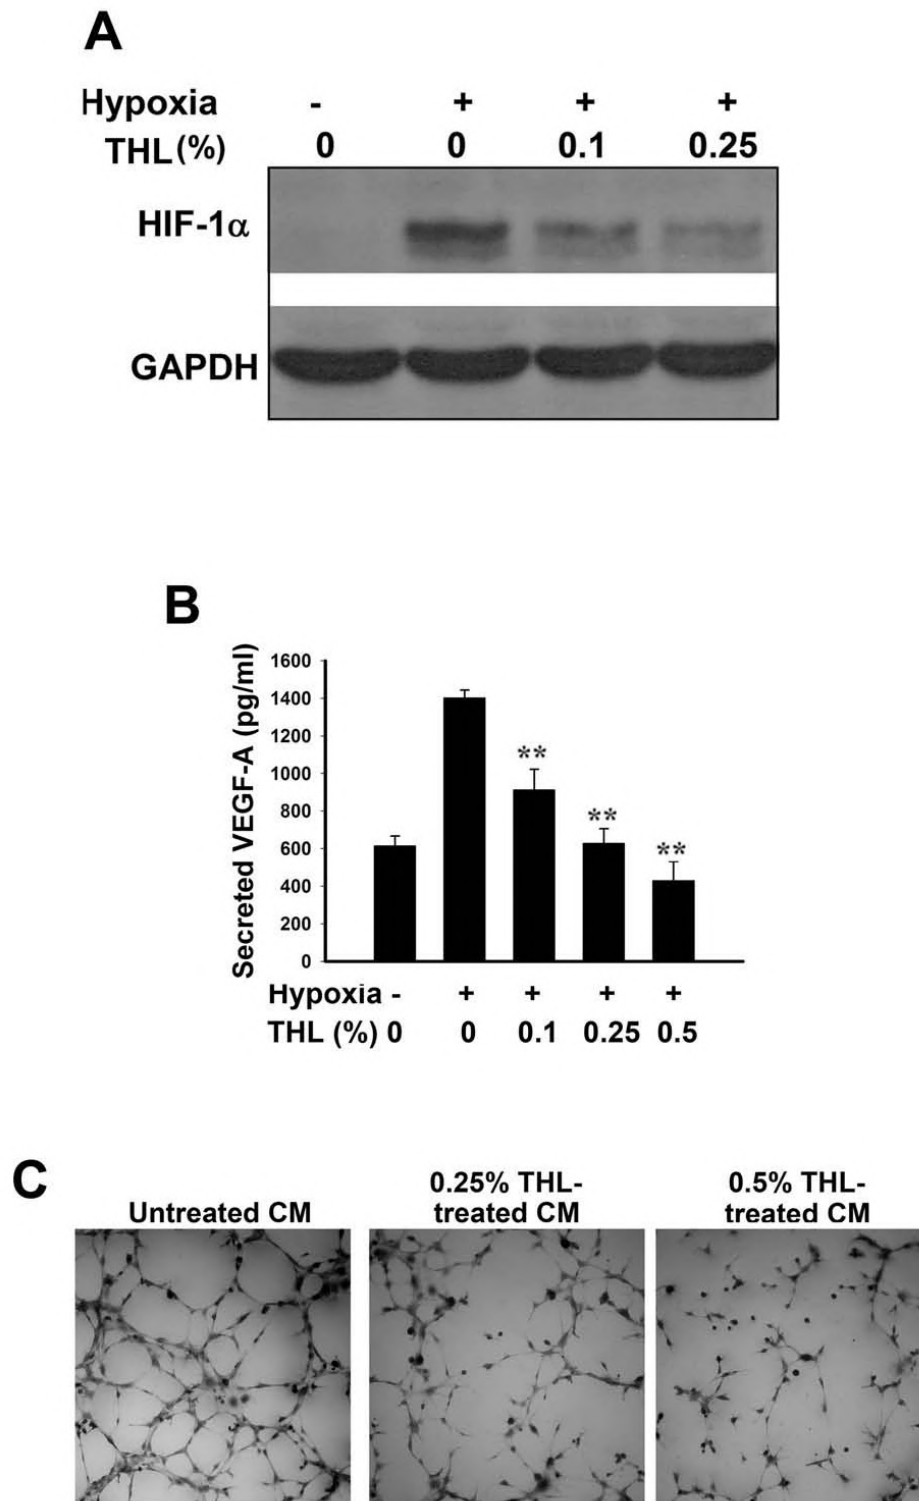 A
Hypoxia - + + +
THL (%) 0 0 0.1 0.25
HIF-1α
GAPDH
B
Secreted VEGF-A (pg/ml)
1600
1400
1200
1000
800
600
400
200
0
**
**
**
Hypoxia - + + + +
THL (%) 0 0 0.1 0.25 0.5
C
Untreated CM
0.25% THL-
treated CM
0.5% THL-
treated CM